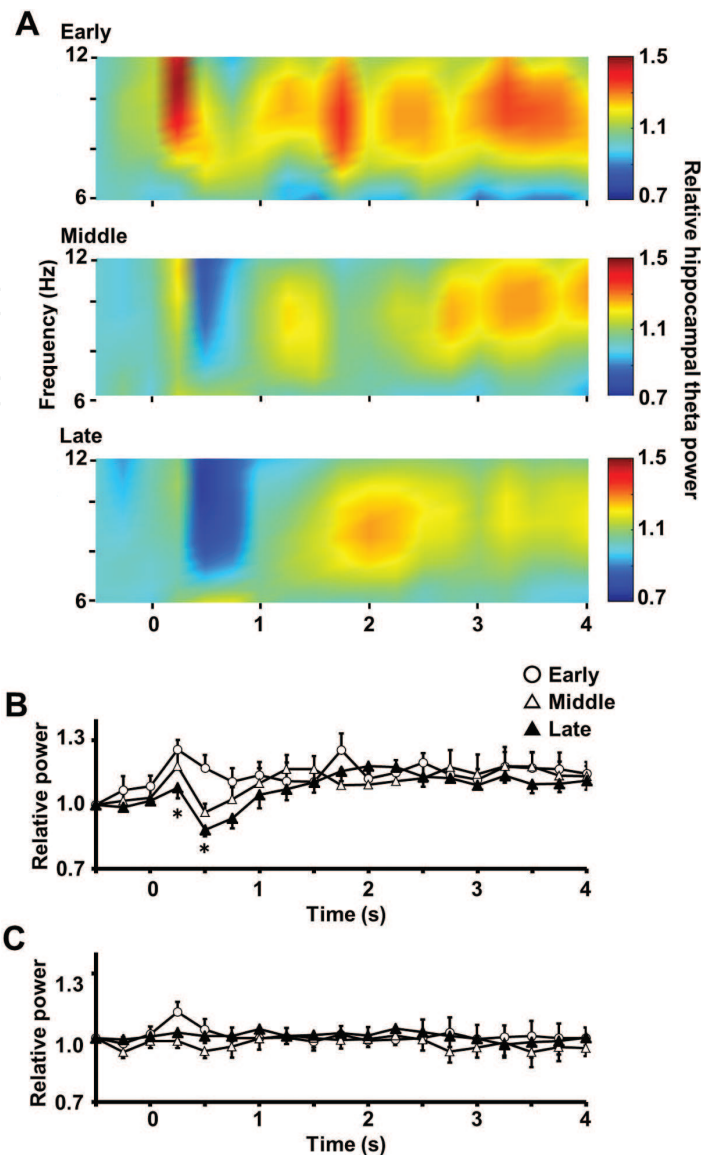 A
Early
12
6
1.5
1.1
0.7
Middle
12
6
1.5
1.1
0.7
Frequency (Hz)
Relative hippocampal theta power
Late
12
6
1.5
1.1
0.7
0 1 2 3 4
B
Early
Middle
Late
Relative power
1.3
1.0
0.7
*
*
0 1 2 3 4
Time (s)
C
Relative power
1.3
1.0
0.7
0 1 2 3 4
Time (s)